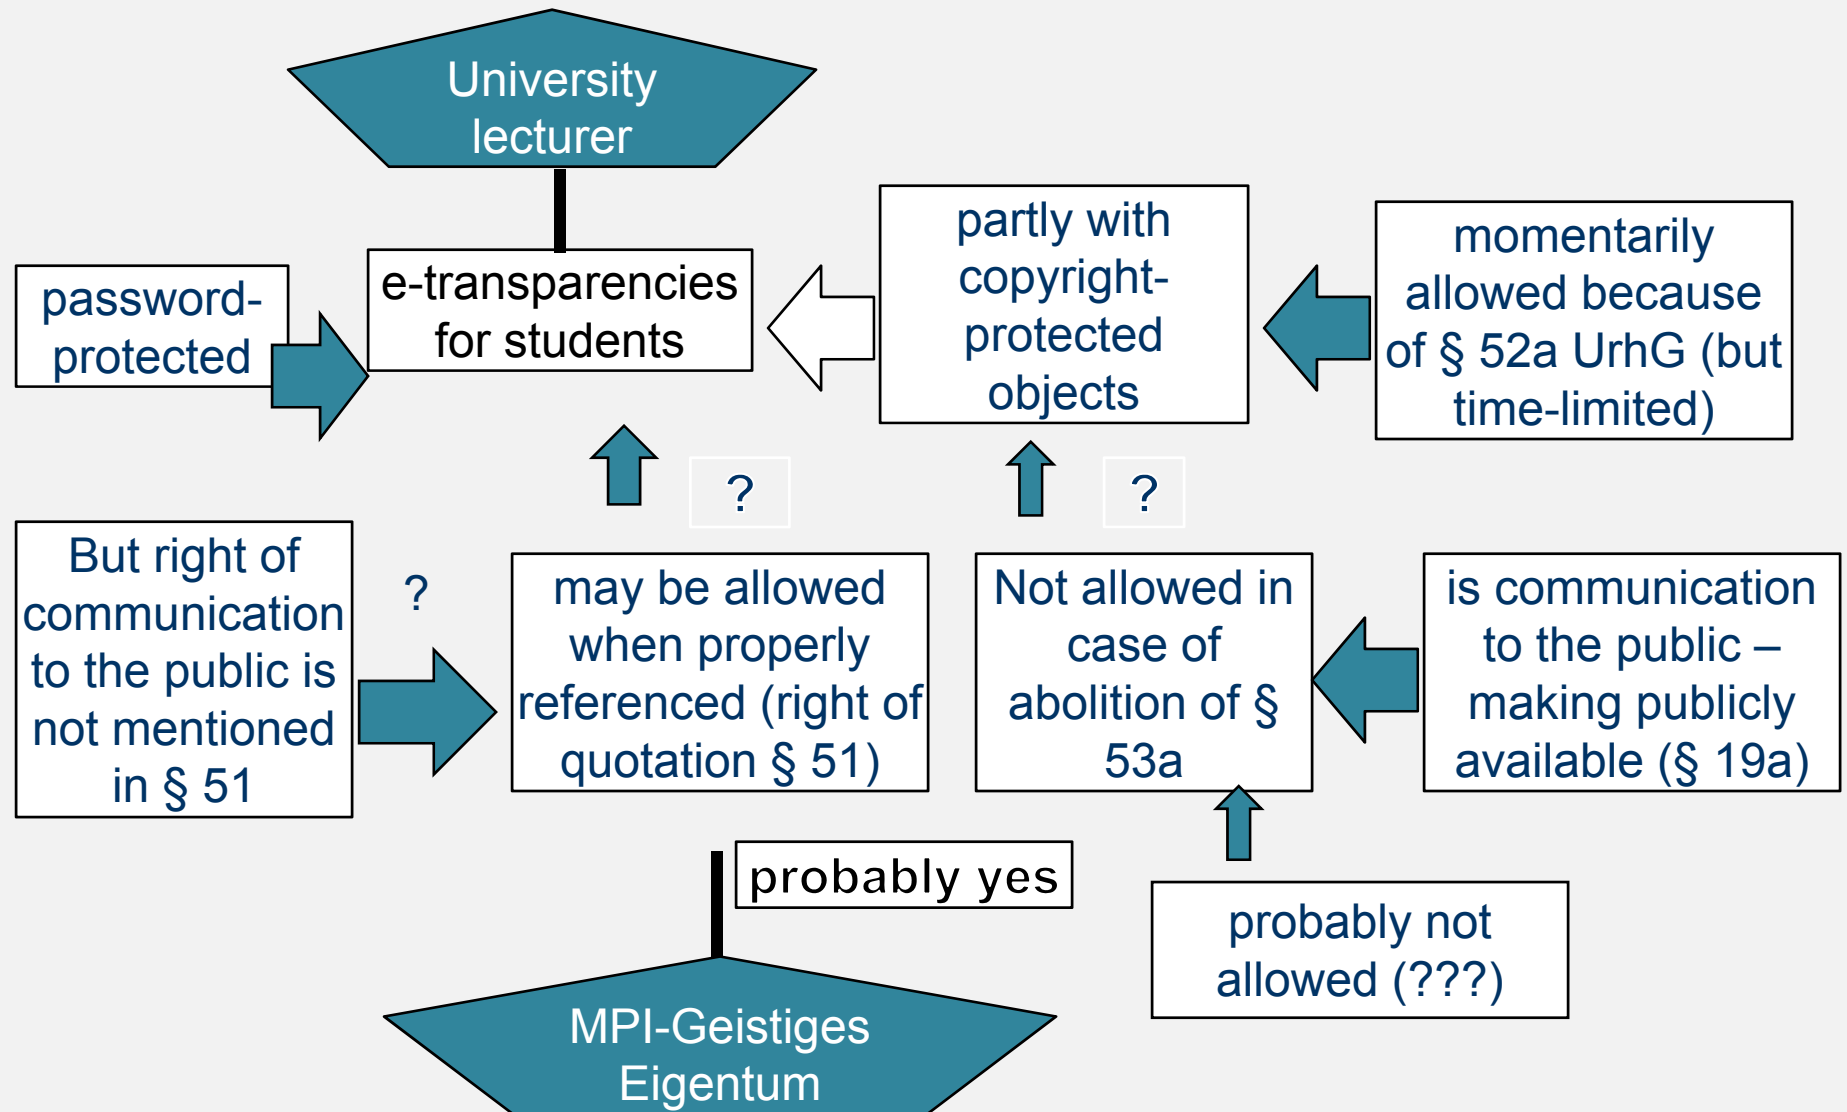 University
lecturer
password-
protected
e-transparencies
for students
partly with
copyright-
protected
objects
momentarily
allowed because
of § 52a UrhG (but
time-limited)
?
?
But right of
communication
to the public is
not mentioned
in § 51
?
may be allowed
when properly
referenced (right of
quotation § 51)
Not allowed in
case of
abolition of §
53a
is communication
to the public –
making publicly
available (§ 19a)
probably yes
probably not
allowed (???)
MPI-Geistiges
Eigentum